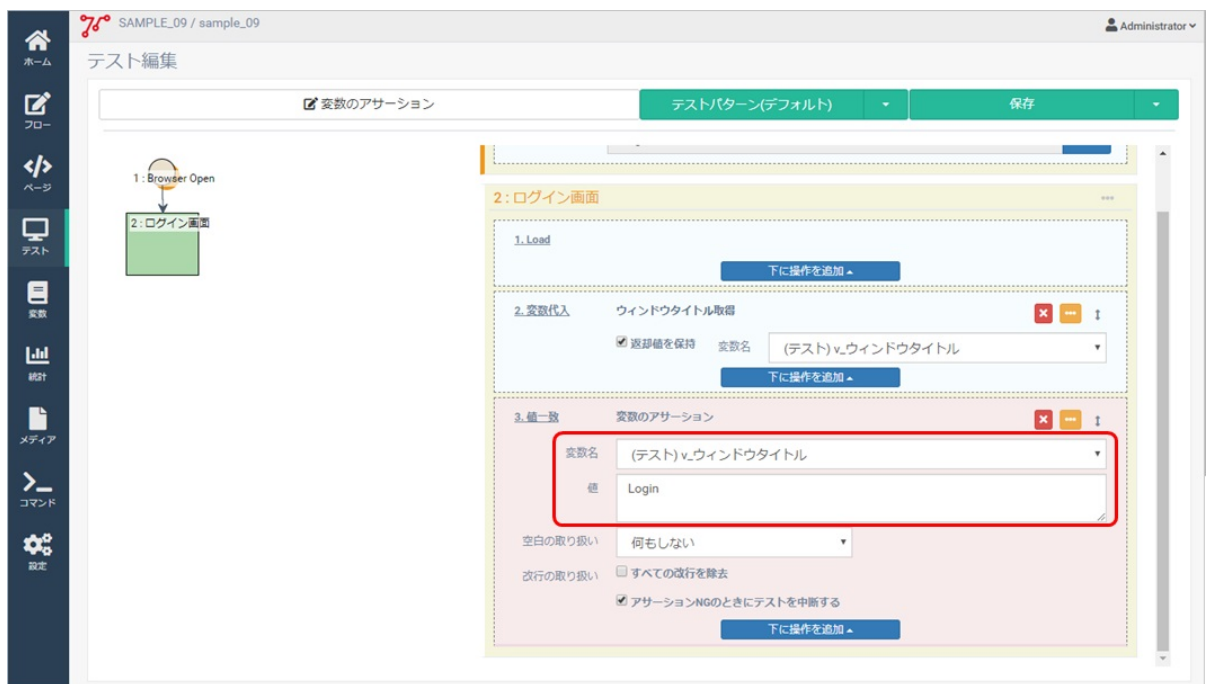 SAMPLE_09 / sample_09
Administrator
テスト編集
変数のアサーション
テストパターン(デフォルト)
保存
ホーム
フロー
ページ
テスト
変数
統計
メディア
コマンド
設定
1 : Browser Open
2 : ログイン画面
2 : ログイン画面
1. Load
下に操作を追加
2. 変数代入 ウィンドウタイトル取得
返却値を保持 変数名 (テスト) v_ウィンドウタイトル
下に操作を追加
3. 値一致 変数のアサーション
変数名 (テスト) v_ウィンドウタイトル
値 Login
空白の取り扱い 何もしない
改行の取り扱い すべての改行を除去
アサーションNGのときにテストを中断する
下に操作を追加